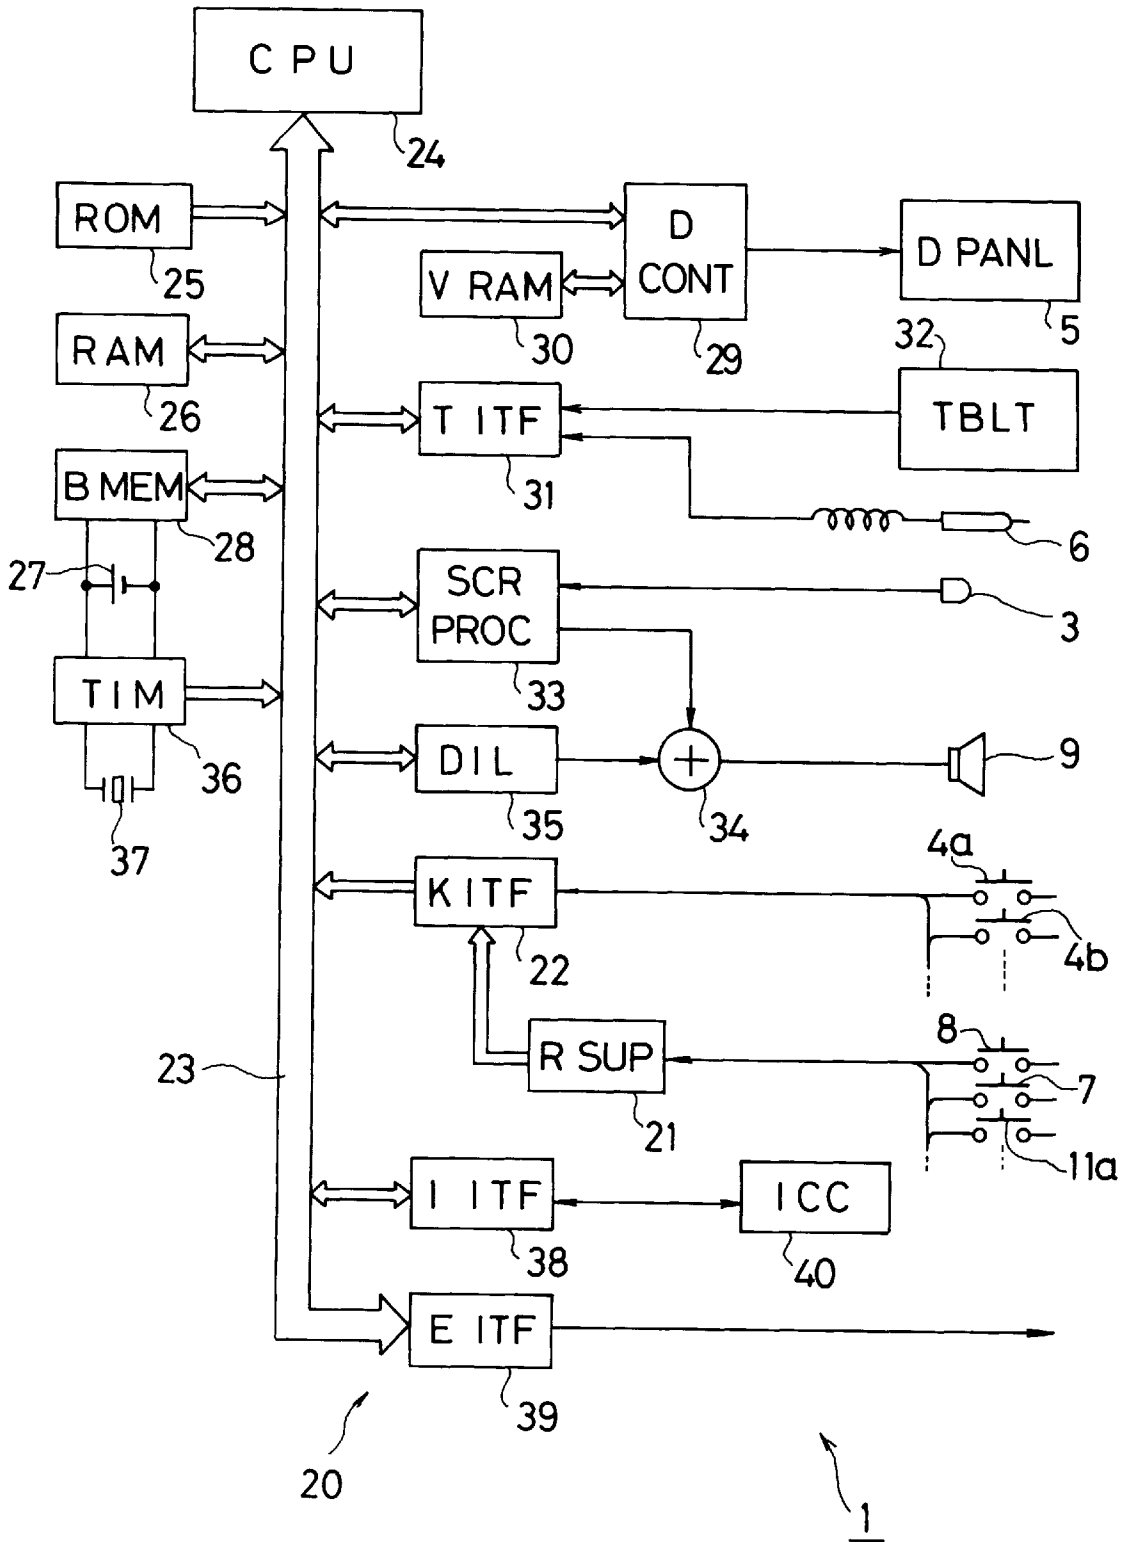 CPU
24
ROM
25
D
CONT
29
D PANL
5
V RAM
30
RAM
26
32
TBLT
T ITF
31
B MEM
28
27
6
SCR
PROC
33
3
TIM
36
37
DIL
35
34
9
K ITF
22
4a
4b
23
R SUP
21
8
7
11a
I ITF
38
ICC
40
E ITF
39
20
1